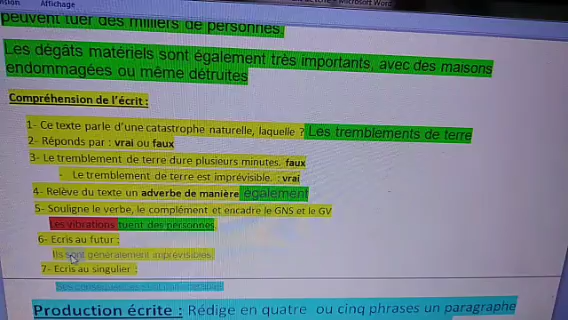 Affichage
Microsoft Word
peuvent tuer des milliers de personnes.
Les dégâts matériels sont également très importants, avec des maisons
endommagées ou même détruites
Compréhension de l'écrit :
1- Ce texte parle d'une catastrophe naturelle, laquelle ? Les tremblements de terre
2- Réponds par : vrai ou faux
3- Le tremblement de terre dure plusieurs minutes. faux
- Le tremblement de terre est imprévisible. : vrai
4- Relève du texte un adverbe de manière également
5- Souligne le verbe, le complément et encadre le GNS et le GV
Les vibrations tuent des personnes.
6- Ecris au futur :
Ils sont généralement imprévisibles.
7- Ecris au singulier :
Production écrite : Rédige en quatre ou cinq phrases un paragraphe